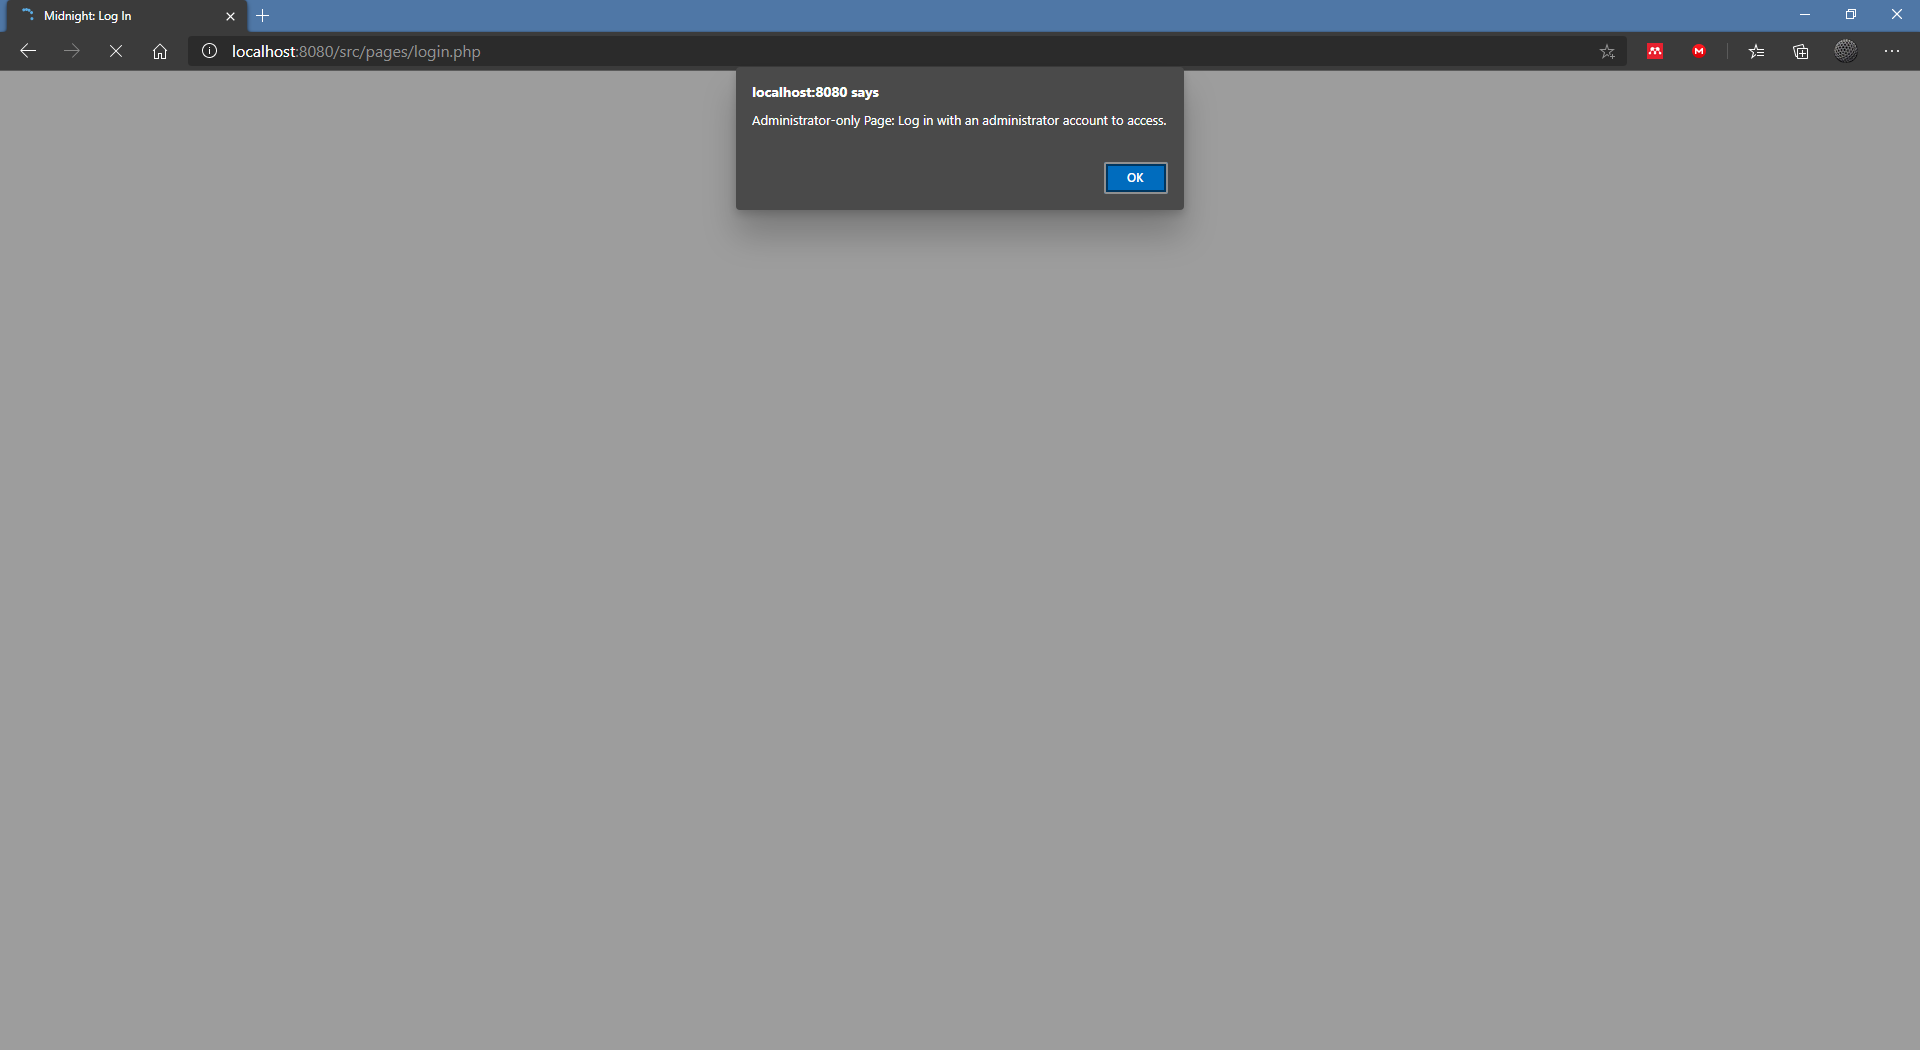 Midnight: Log In
localhost:8080/src/pages/login.php
localhost:8080 says
Administrator-only Page: Log in with an administrator account to access.
OK